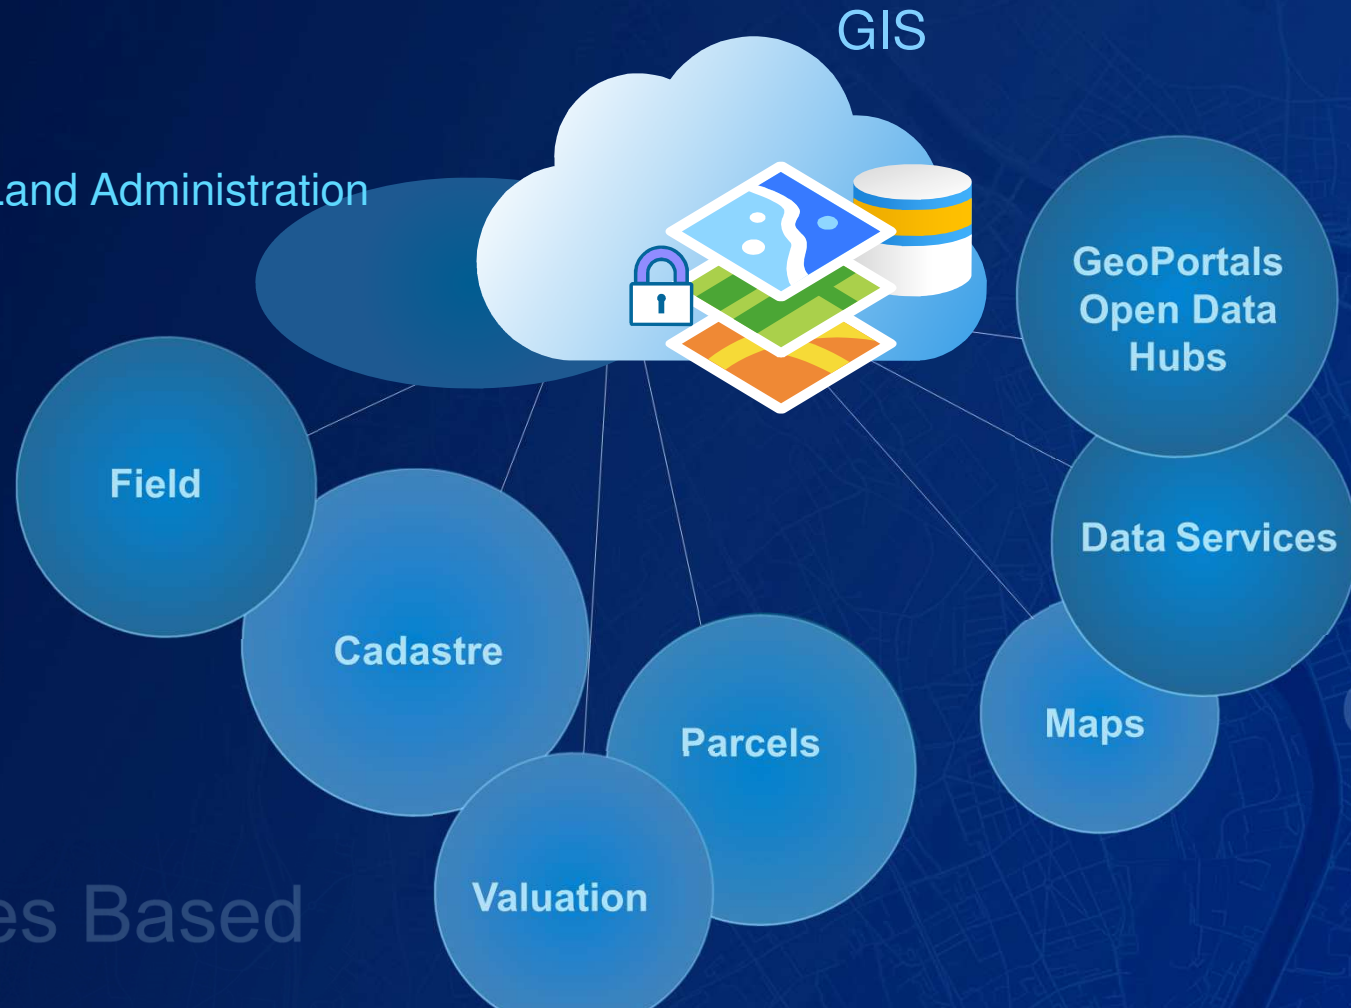 GIS
Land Administration
GeoPortals
Open Data
Hubs
Field
Data Services
Cadastre
Maps
Parcels
Valuation
es Based